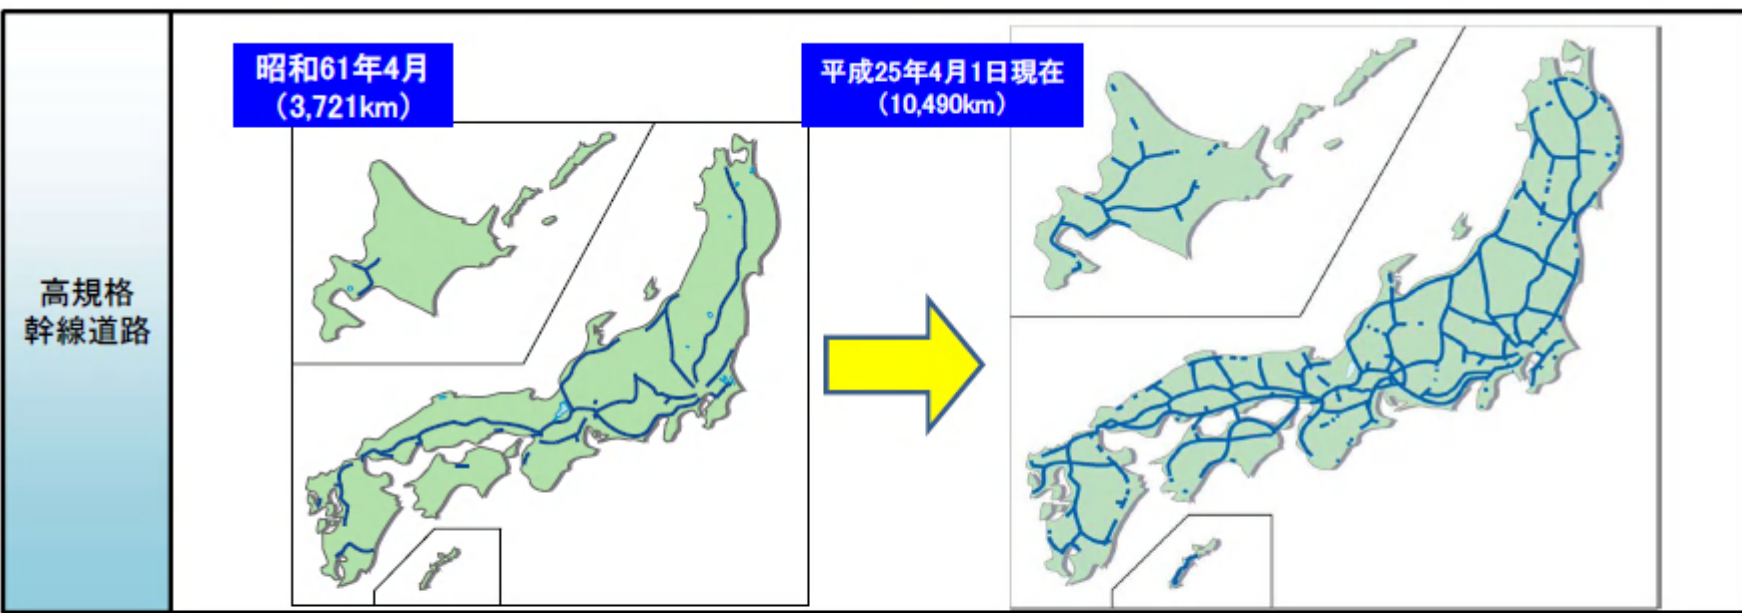 昭和61年4月
（3,721km）
平成25年4月1日現在
（10,490km）
高規格
幹線道路